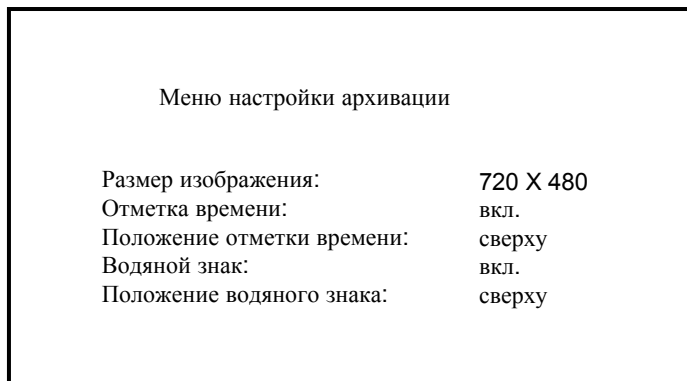 Меню настройки архивации
Размер изображения: 720 X 480
Отметка времени: вкл.
Положение отметки времени: сверху
Водяной знак: вкл.
Положение водяного знака: сверху